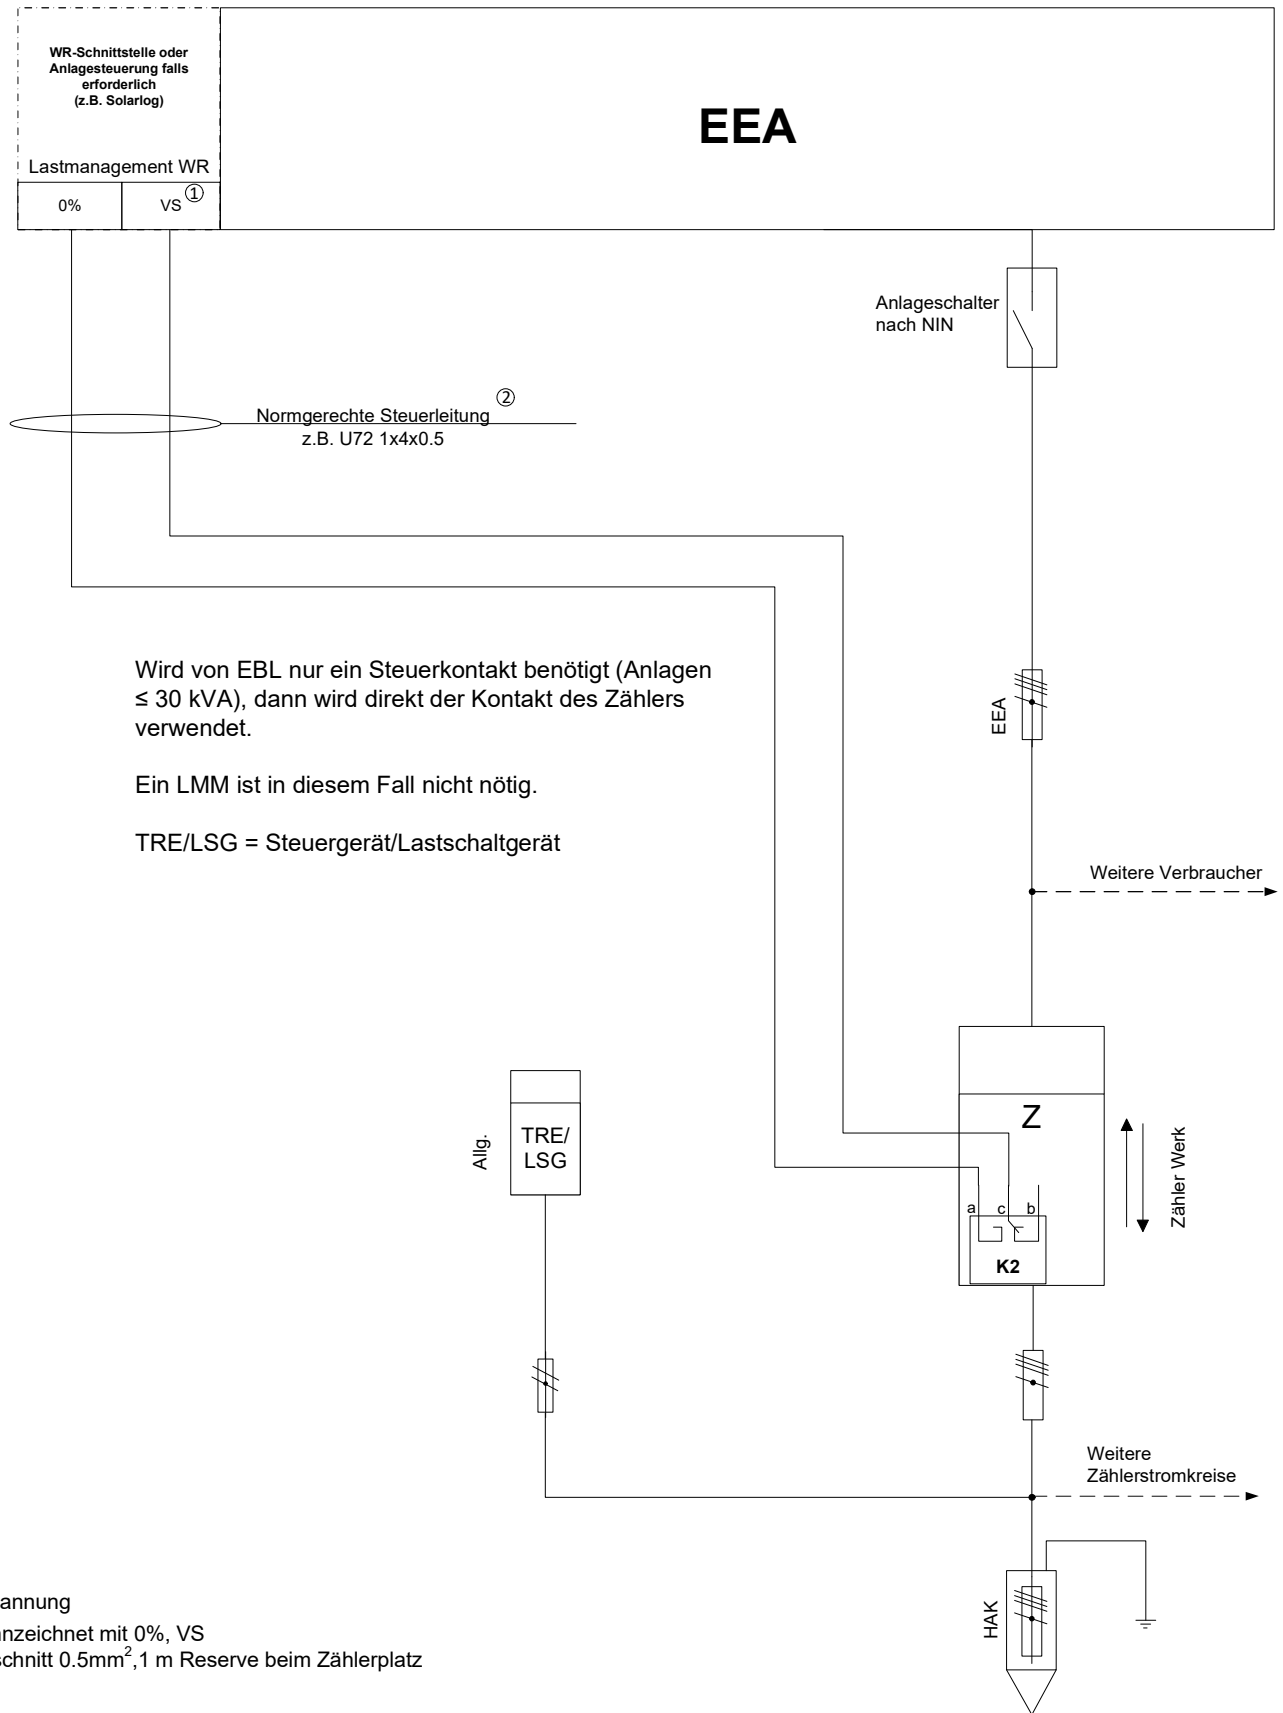 WR-Schnittstelle oder
Anlagesteuerung falls
erforderlich
(z.B. Solarlog)
EEA
Lastmanagement WR
0%
VS ①
Anlageschalter
nach NIN
②
Normgerechte Steuerleitung
z.B. U72 1x4x0.5
Wird von EBL nur ein Steuerkontakt benötigt (Anlagen
≤ 30 kVA), dann wird direkt der Kontakt des Zählers
verwendet.
Ein LMM ist in diesem Fall nicht nötig.
TRE/LSG = Steuergerät/Lastschaltgerät
EEA
Weitere Verbraucher
Allg.
TRE/
LSG
Z
Zähler Werk
a c b
K2
Weitere
Zählerstromkreise
HAK
annung
nzeichnet mit 0%, VS
schnitt 0.5mm²,1 m Reserve beim Zählerplatz